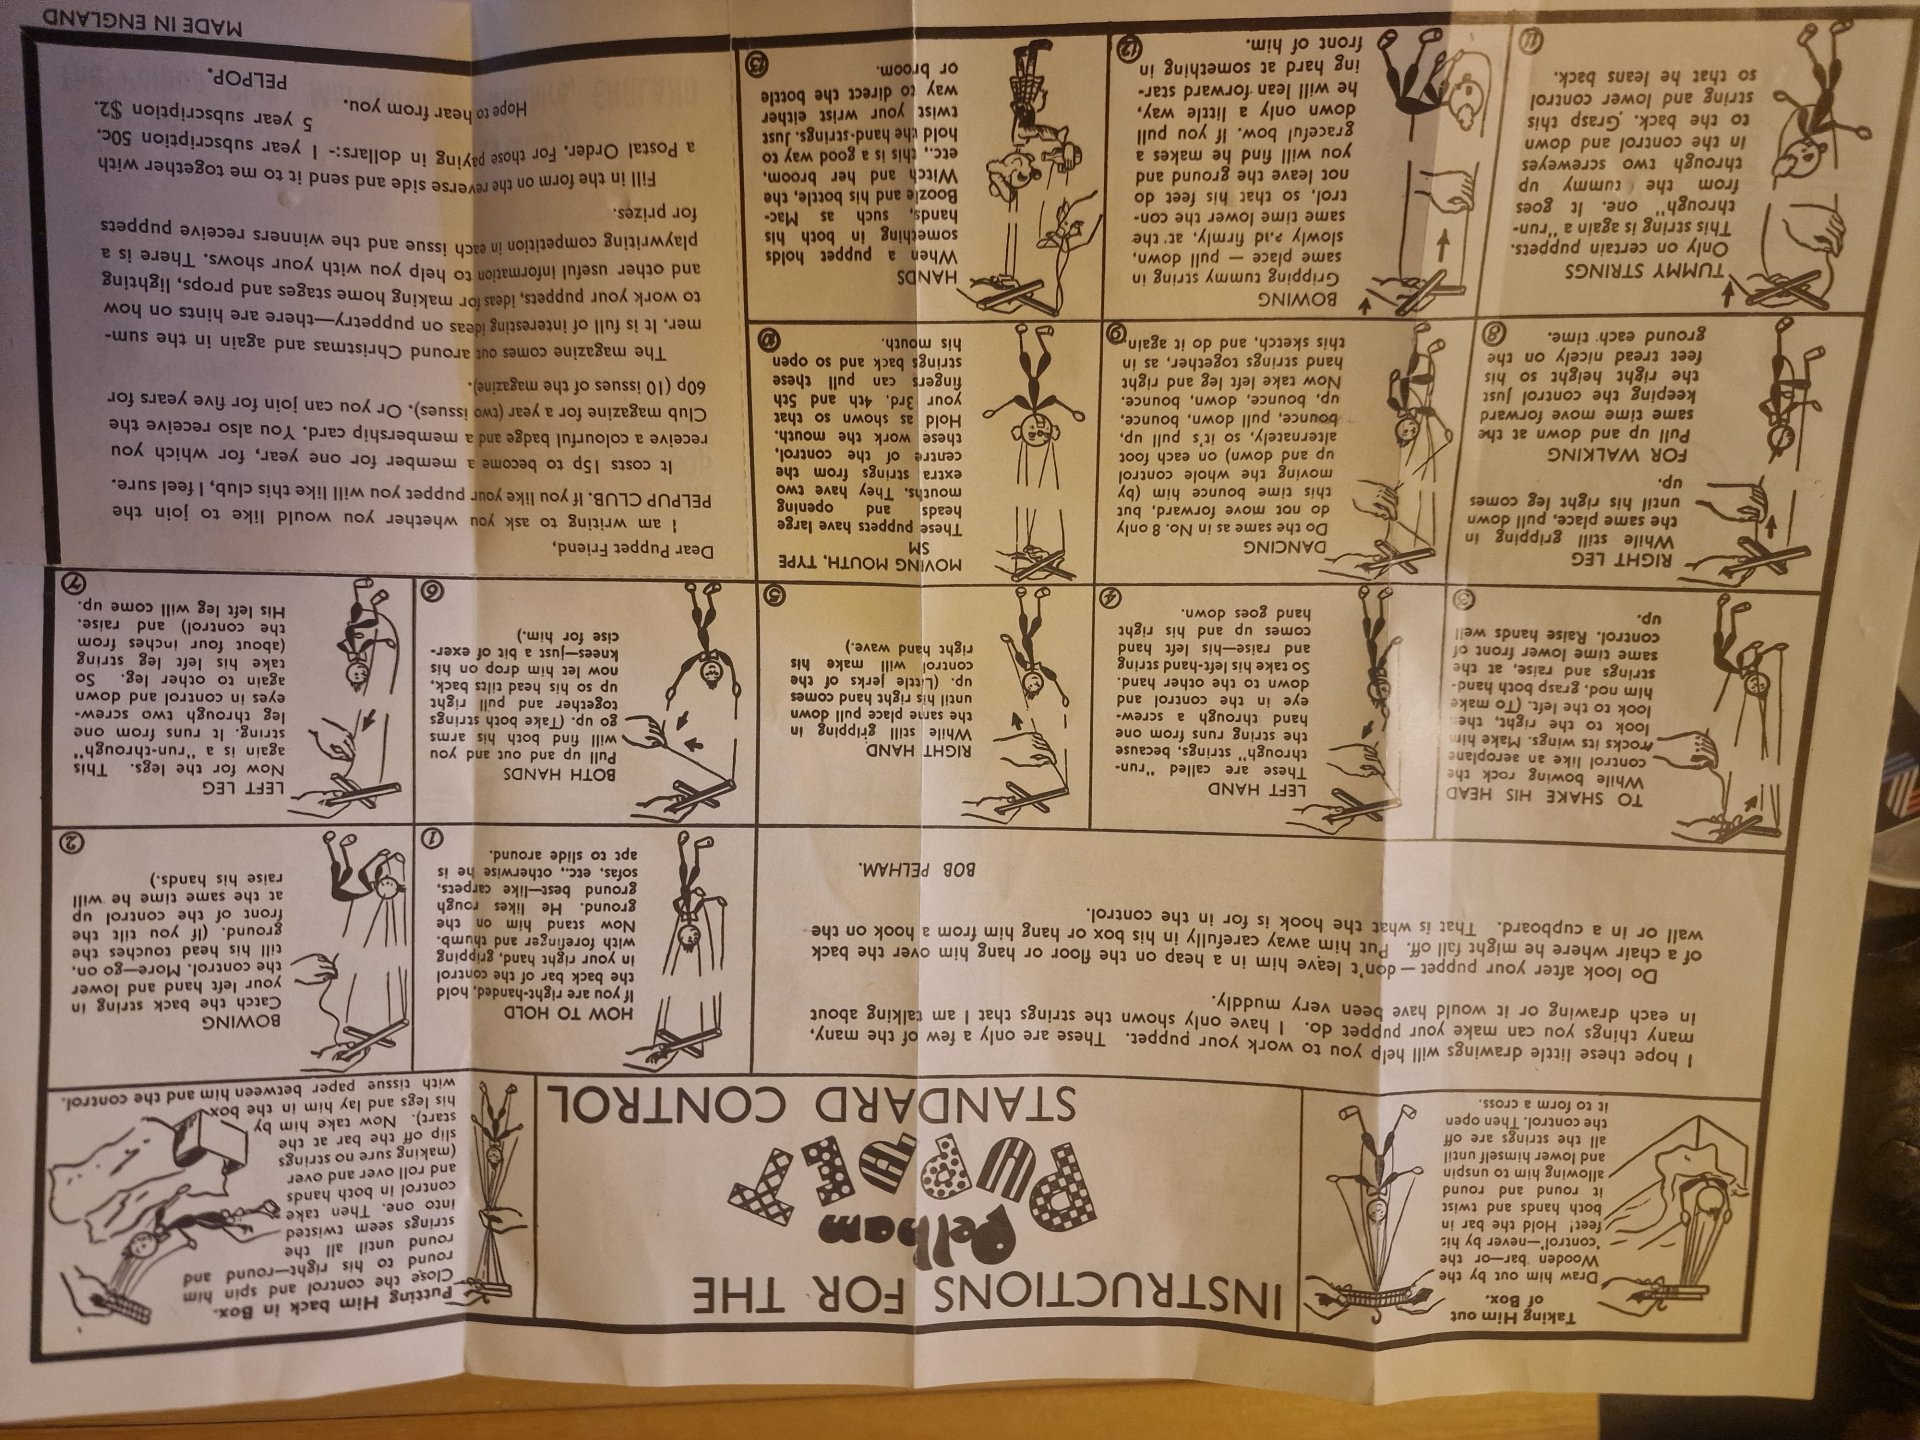 Taking Him out
of Box.
Draw him out by the
Wooden bar—or the
'control'—never by his
feet! Hold the bar in
both hands and twist
it round and round
allowing him to unspin
and lower himself until
all the strings are off
the control. Then open
it to form a cross.
INSTRUCTIONS FOR THE
Pelham
PUPPET
STANDARD CONTROL
Putting Him back in Box.
Close the control and spin him
round to his right—round and
round until all the
strings seem twisted
into one. Then take
control in both hands
and roll over and over
(making sure no strings
slip off the bar at the
start). Now take him by
his legs and lay him in the box
with tissue paper between him and the control.
I hope these little drawings will help you to work your puppet. These are only a few of the many,
many things you can make your puppet do. I have only shown the strings that I am talking about
in each drawing or it would have been very muddly.
Do look after your puppet—don't leave him in a heap on the floor or hang him over the back
of a chair where he might fall off. Put him away carefully in his box or hang him from a hook on the
wall or in a cupboard. That is what the hook is for in the control.
BOB PELHAM.
HOW TO HOLD
If you are right-handed, hold
the back bar of the control
in your right hand, gripping
with forefinger and thumb.
Now stand him on the
ground. He likes rough
ground best—like carpets,
sofas, etc., otherwise he is
apt to slide around.
1
BOWING
Catch the back string in
your left hand and lower
the control. More—go on,
till his head touches the
ground. (If you tilt the
front of the control up
at the same time he will
raise his hands.)
2
TO SHAKE HIS HEAD
While bowing rock the
control like an aeroplane
rocks its wings. Make him
look to the right, then
look to the left. (To make
him nod, grasp both hand-
strings and raise, at the
same time lower front of
control. Raise hands well
up.
3
LEFT HAND
These are called "run-
through" strings, because
the string runs from one
hand through a screw-
eye in the control and
down to the other hand.
So take his left-hand string
and raise—his left hand
comes up and his right
hand goes down.
4
RIGHT HAND
While still gripping in
the same place pull down
until his right hand comes
up. (Little jerks of the
control will make his
right hand wave.)
5
BOTH HANDS
Pull up and out and you
will find both his arms
go up. (Take both strings
together and pull right
up so his head tilts back,
now let him drop on his
knees—just a bit of exer-
cise for him.)
6
LEFT LEG
Now for the legs. This
again is a "run-through"
string. It runs from one
leg through two screw-
eyes in control and down
again to other leg. So
take his left leg string
(about four inches from
the control) and raise.
His left leg will come up.
7
RIGHT LEG
While still gripping in
the same place, pull down
until his right leg comes
up.
FOR WALKING
Pull up and down at the
same time move forward
keeping the control just
the right height so his
feet tread nicely on the
ground each time.
8
DANCING
Do the same as in No. 8 only
do not move forward, but
this time bounce him (by
moving the whole control
up and down) on each foot
alternately, so it's pull up,
bounce, pull down, bounce,
up, bounce, down, bounce.
Now take left leg and right
hand strings together, as in
this sketch, and do it again.
9
MOVING MOUTH, TYPE
SM
These puppets have large
heads and opening
mouths. They have two
extra strings from the
centre of the control,
these work the mouth.
Hold as shown so that
your 3rd, 4th and 5th
fingers can pull these
strings back and so open
his mouth.
10
TUMMY STRINGS
Only on certain puppets.
This string is again a "run-
through" one. It goes
from the tummy up
through two screweyes
in the control and down
to the back. Grasp this
string and lower control
so that he leans back.
11
BOWING
Gripping tummy string in
same place — pull down,
slowly and firmly, at the
same time lower the con-
trol, so that his feet do
not leave the ground and
you will find he makes a
graceful bow. If you pull
down only a little way,
he will lean forward star-
ing hard at something in
front of him.
12
HANDS
When a puppet holds
something in both his
hands, such as Mac-
Boozle and his bottle, the
Witch and her broom,
etc., this is a good way to
hold the hand-strings. Just
twist your wrist either
way to direct the bottle
or broom.
13
Dear Puppet Friend,
I am writing to ask you whether you would like to join the
PELPUP CLUB. If you like your puppet you will like this club, I feel sure.
It costs 15p to become a member for one year, for which you
receive a colourful badge and a membership card. You also receive the
Club magazine for a year (two issues). Or you can join for five years for
60p (10 issues of the magazine).
The magazine comes out around Christmas and again in the sum-
mer. It is full of interesting ideas on puppetry—there are hints on how
to work your puppets, ideas for making home stages and props, lighting
and other useful information to help you with your shows. There is a
playwriting competition in each issue and the winners receive puppets
for prizes.
Fill in the form on the reverse side and send it to me together with
a Postal Order. For those paying in dollars:- 1 year subscription 50c.
5 year subscription $2.
Hope to hear from you.
PELPOP.
MADE IN ENGLAND